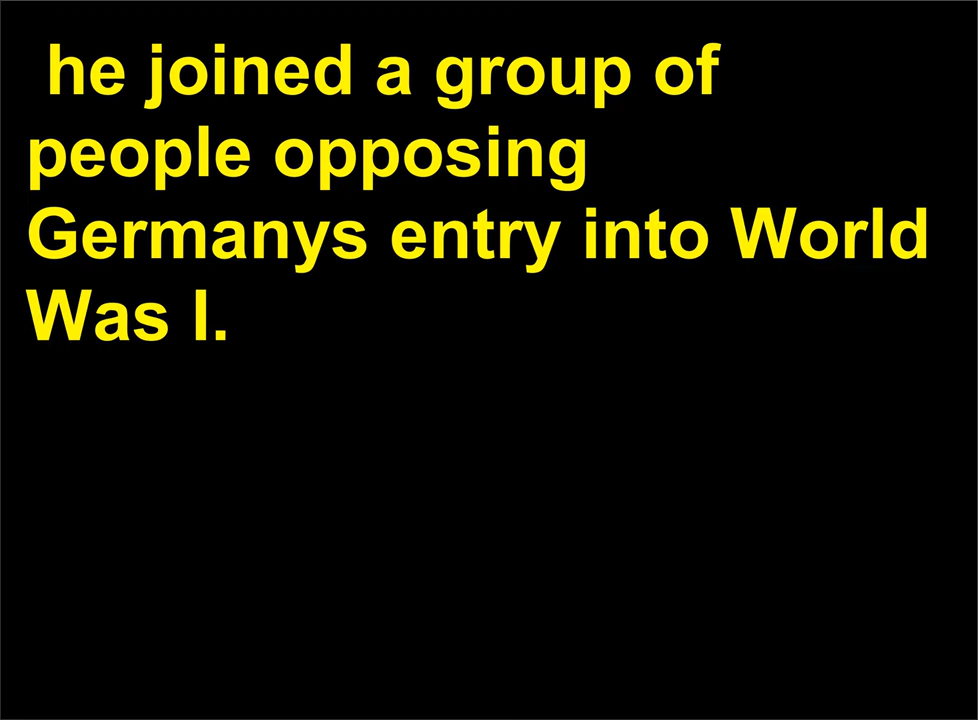 he joined a group of
people opposing
Germanys entry into World
Was I.